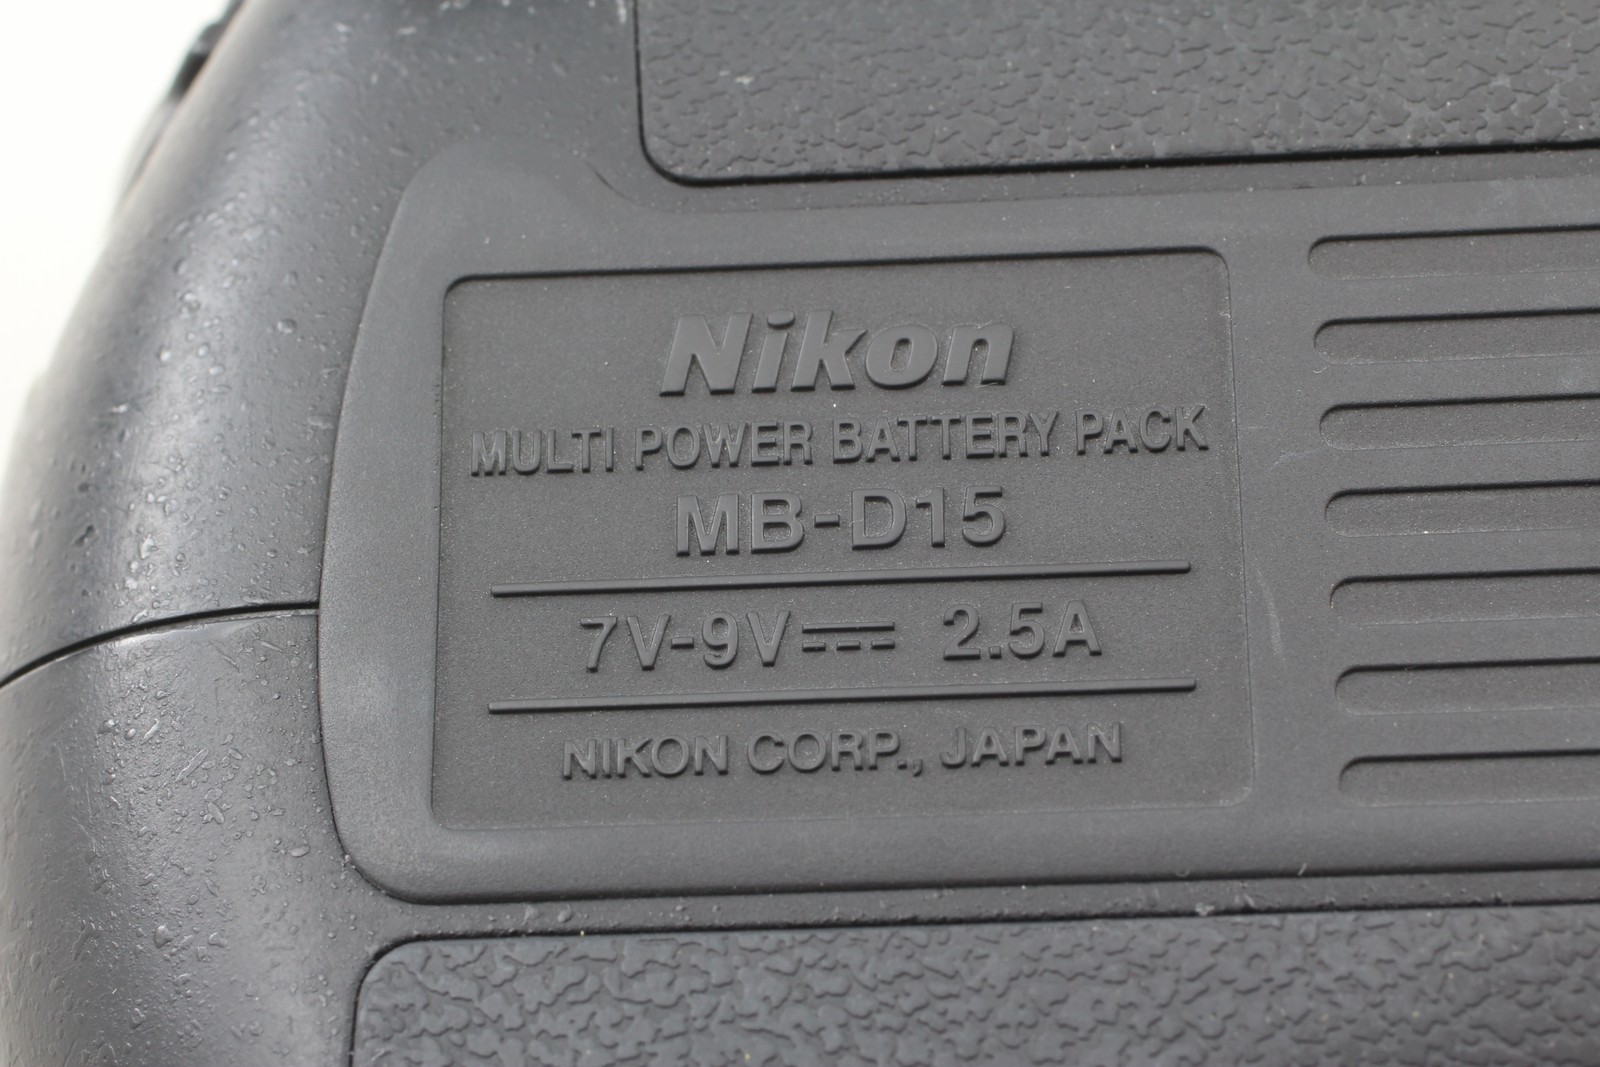 Nikon
MULTI POWER BATTERY PACK
MB-D15
7V-9V⎓ 2.5A
NIKON CORP., JAPAN